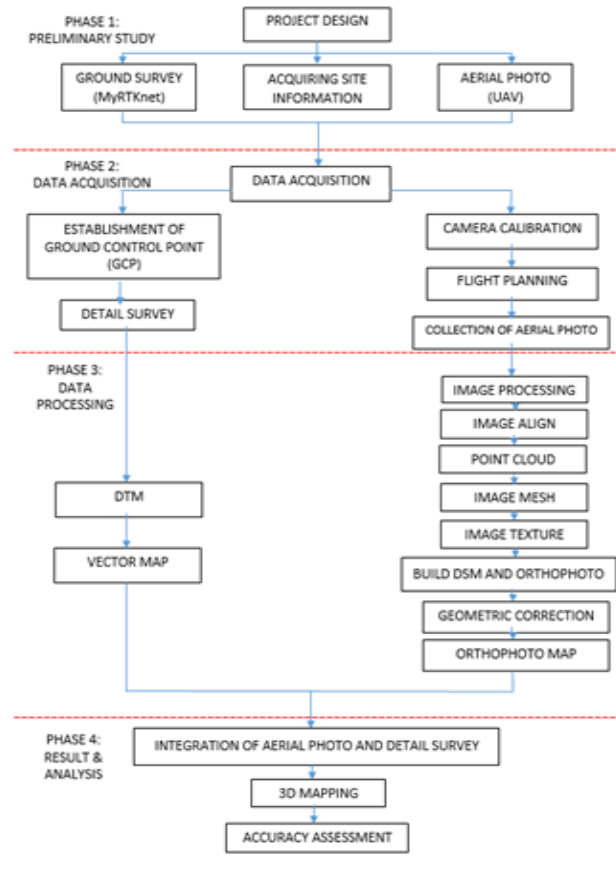 PHASE 1:
PRELIMINARY STUDY
PROJECT DESIGN
GROUND SURVEY
(MyRTKnet)
ACQUIRING SITE
INFORMATION
AERIAL PHOTO
(UAV)
PHASE 2:
DATA ACQUISITION
DATA ACQUISITION
ESTABLISHMENT OF
GROUND CONTROL POINT
(GCP)
DETAIL SURVEY
CAMERA CALIBRATION
FLIGHT PLANNING
COLLECTION OF AERIAL PHOTO
PHASE 3:
DATA
PROCESSING
DTM
VECTOR MAP
IMAGE PROCESSING
IMAGE ALIGN
POINT CLOUD
IMAGE MESH
IMAGE TEXTURE
BUILD DSM AND ORTHOPHOTO
GEOMETRIC CORRECTION
ORTHOPHOTO MAP
PHASE 4:
RESULT &
ANALYSIS
INTEGRATION OF AERIAL PHOTO AND DETAIL SURVEY
3D MAPPING
ACCURACY ASSESSMENT